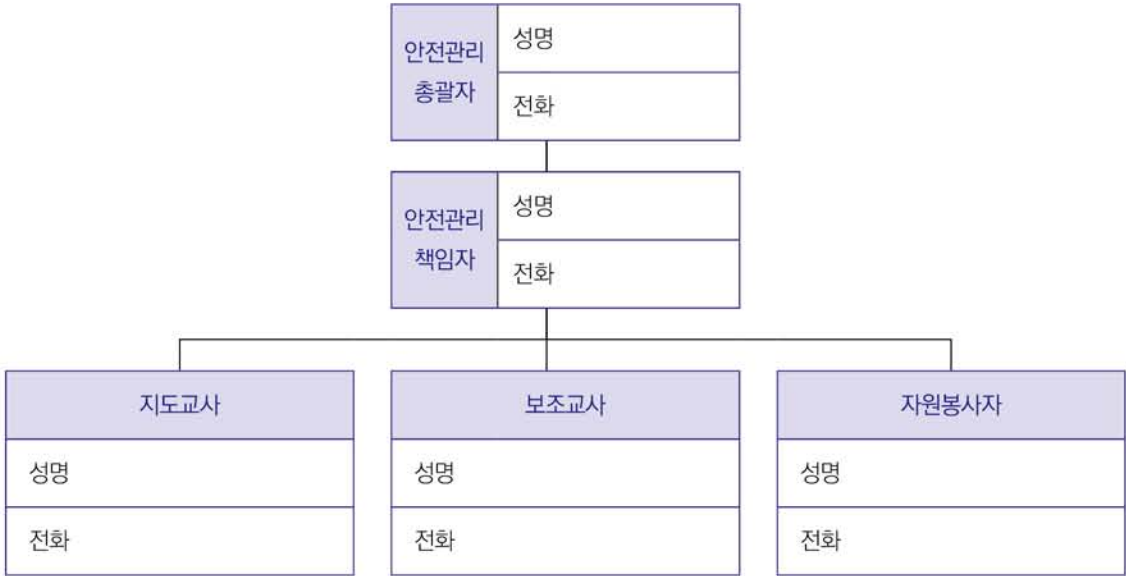 안전관리
총괄자
성명
전화
안전관리
책임자
성명
전화
지도교사
성명
전화
보조교사
성명
전화
자원봉사자
성명
전화